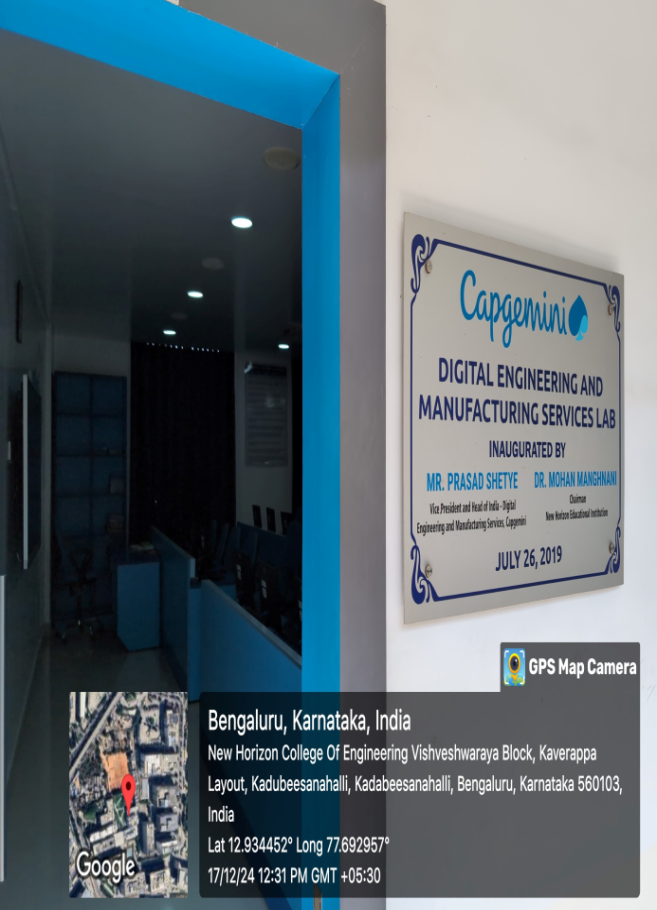 Capgemini
DIGITAL ENGINEERING AND
MANUFACTURING SERVICES LAB
INAUGURATED BY
MR. PRASAD SHETYE
Vice President and Head of India - Digital
Engineering and Manufacturing Services, Capgemini
DR. MOHAN MANGHNANI
Chairman
New Horizon Educational Institution
JULY 26, 2019
GPS Map Camera
Bengaluru, Karnataka, India
New Horizon College Of Engineering Vishveshwaraya Block, Kaverappa
Layout, Kadubeesanahalli, Kadabeesanahalli, Bengaluru, Karnataka 560103,
India
Lat 12.934452° Long 77.692957°
17/12/24 12:31 PM GMT +05:30
Google